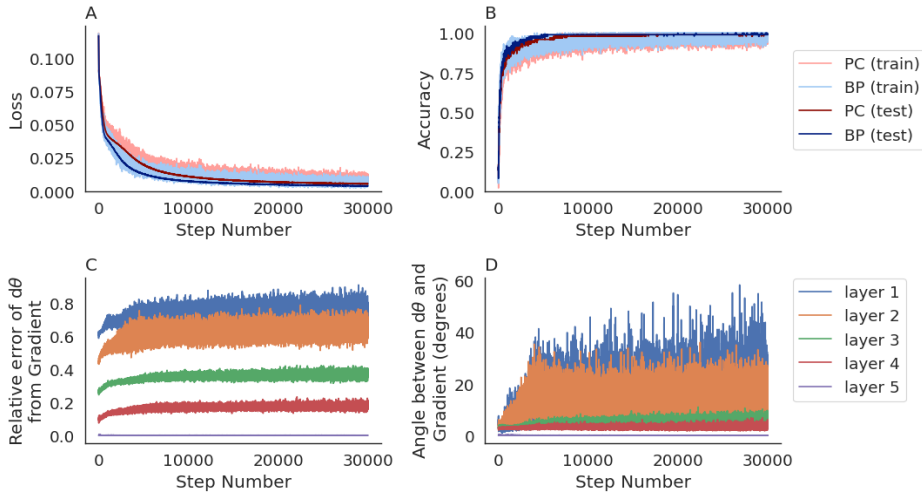 A
Loss
0.100
0.075
0.050
0.025
0.000
0
10000
20000
30000
Step Number
B
Accuracy
1.00
0.75
0.50
0.25
0.00
0
10000
20000
30000
Step Number
PC (train)
BP (train)
PC (test)
BP (test)
C
Relative error of dθ
from Gradient
0.8
0.6
0.4
0.2
0.0
0
10000
20000
30000
Step Number
D
Angle between dθ and
Gradient (degrees)
60
40
20
0
0
10000
20000
30000
Step Number
layer 1
layer 2
layer 3
layer 4
layer 5